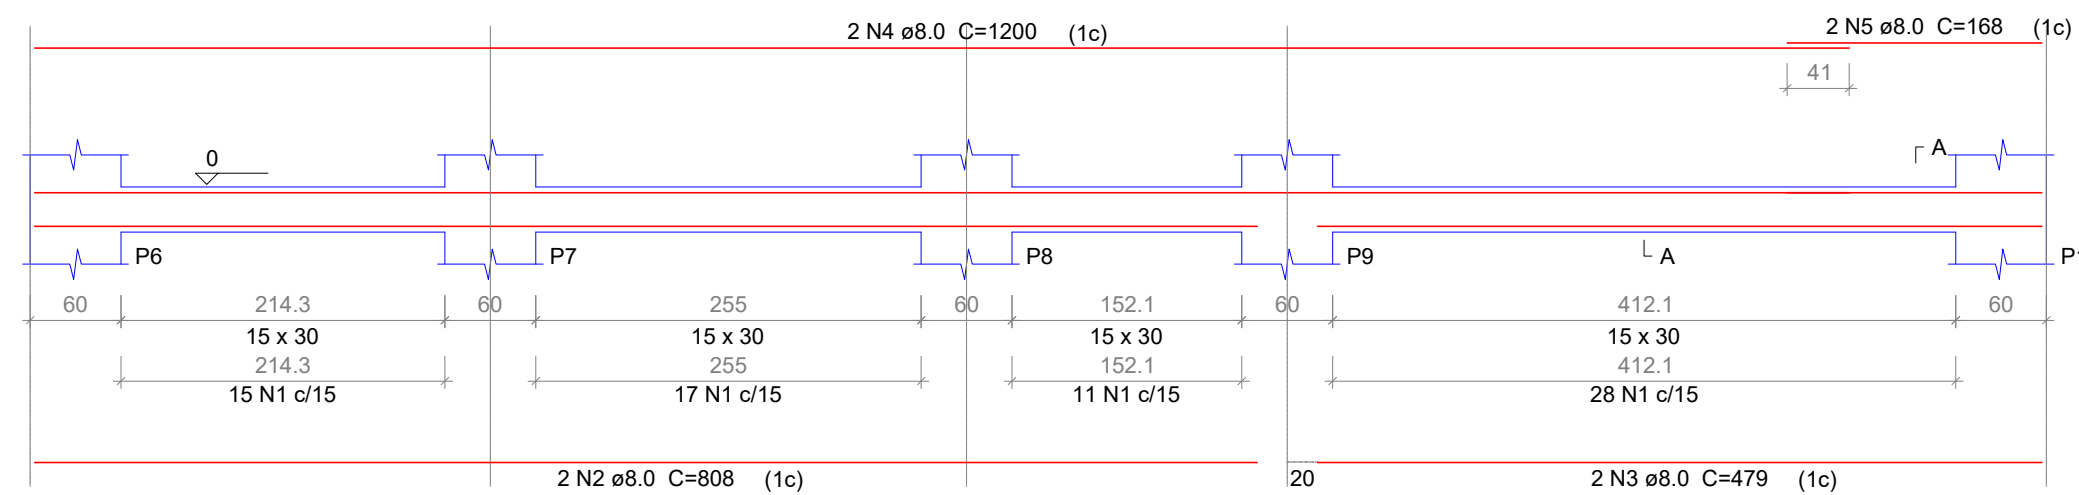 2 N4 ø8.0 C=1200 (1c)
2 N5 ø8.0 C=168 (1c)
41
0
A
P6
P7
P8
P9
A
60 214.3 60 255 60 152.1 60 412.1 60
15 x 30 15 x 30 15 x 30 15 x 30
214.3 255 152.1 412.1
15 N1 c/15 17 N1 c/15 11 N1 c/15 28 N1 c/15
2 N2 ø8.0 C=808 (1c)
20
2 N3 ø8.0 C=479 (1c)